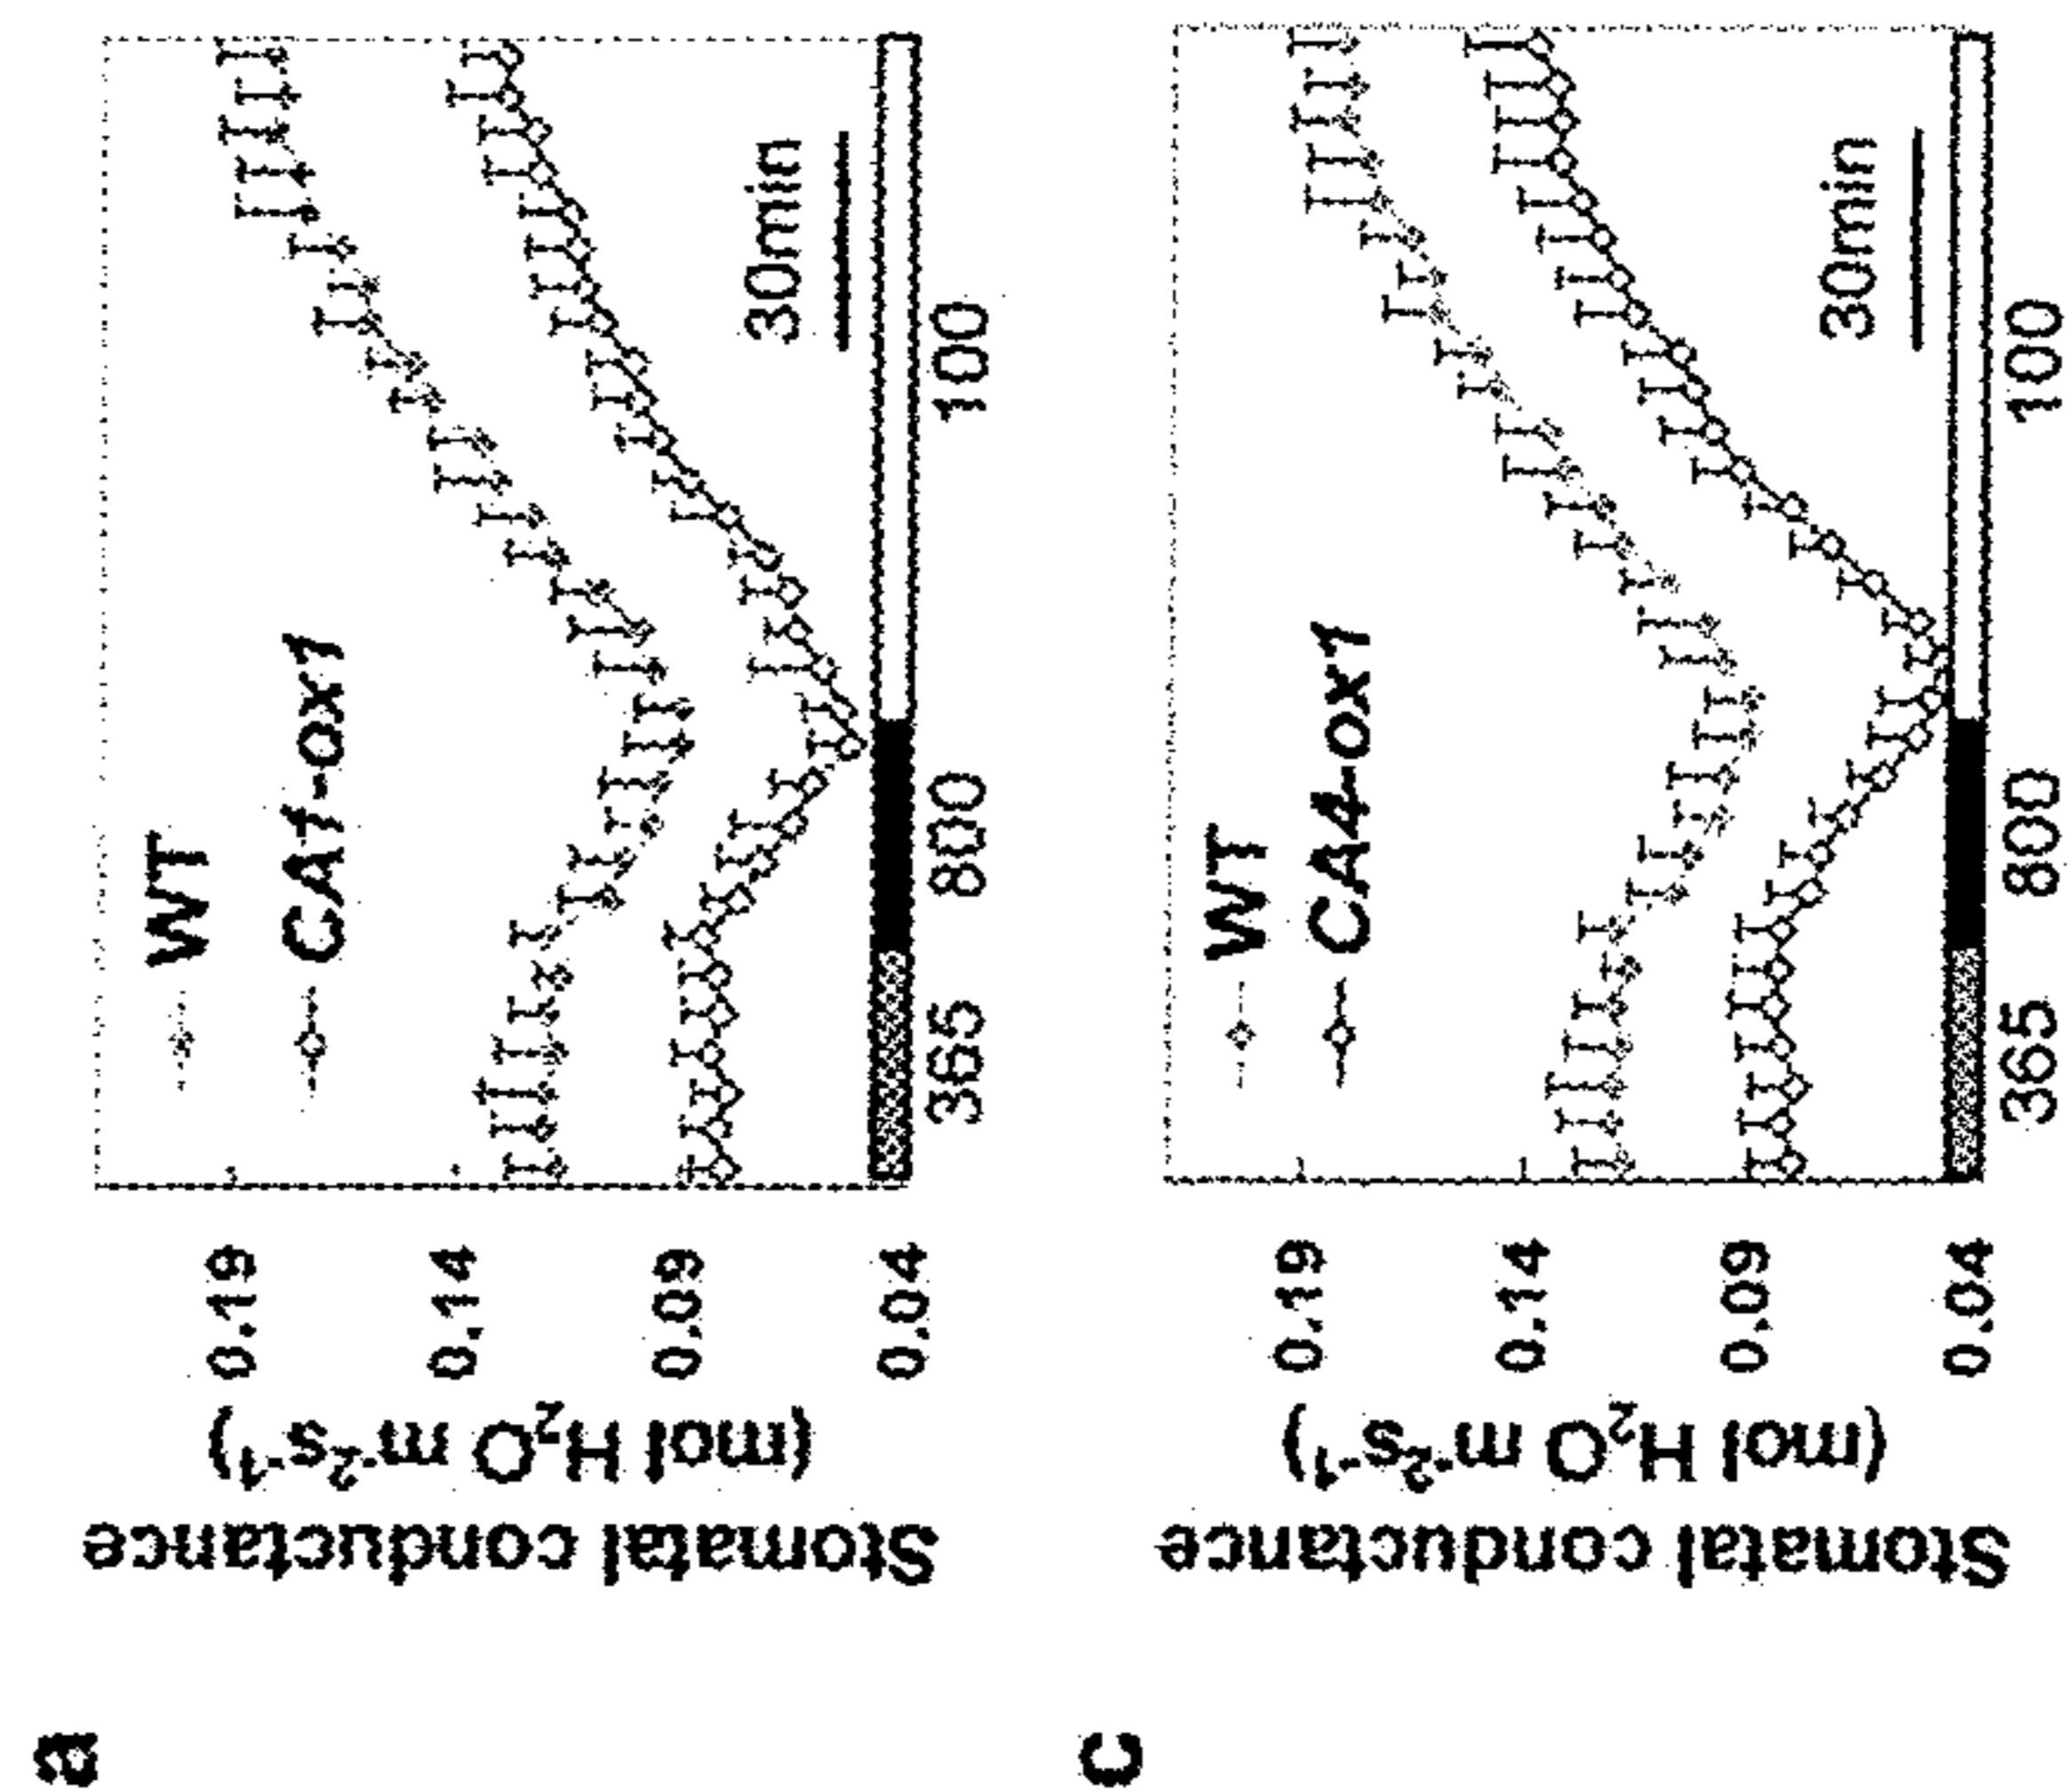 a
Stomatal conductance
(mol H₂O m⁻²s⁻¹)
0.19
0.14
0.09
0.04
WT
CA1-ox1
30min
365 800 100
c
Stomatal conductance
(mol H₂O m⁻²s⁻¹)
0.19
0.14
0.09
0.04
WT
CA4-ox1
30min
365 800 100